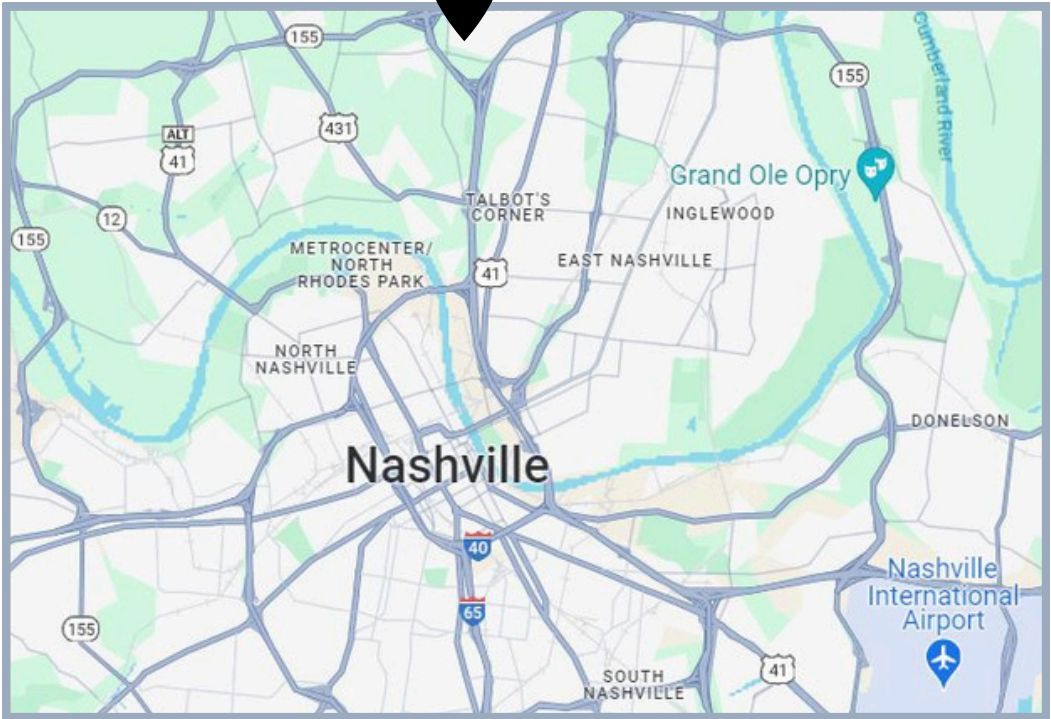 155
Cumberland River
155
ALT
41
431
Grand Ole Opry
TALBOT'S
CORNER
INGLEWOOD
12
155
METROCENTER/
NORTH
RHODES PARK
41
EAST NASHVILLE
NORTH
NASHVILLE
DONELSON
Nashville
40
Nashville
International
Airport
65
155
SOUTH
NASHVILLE
41